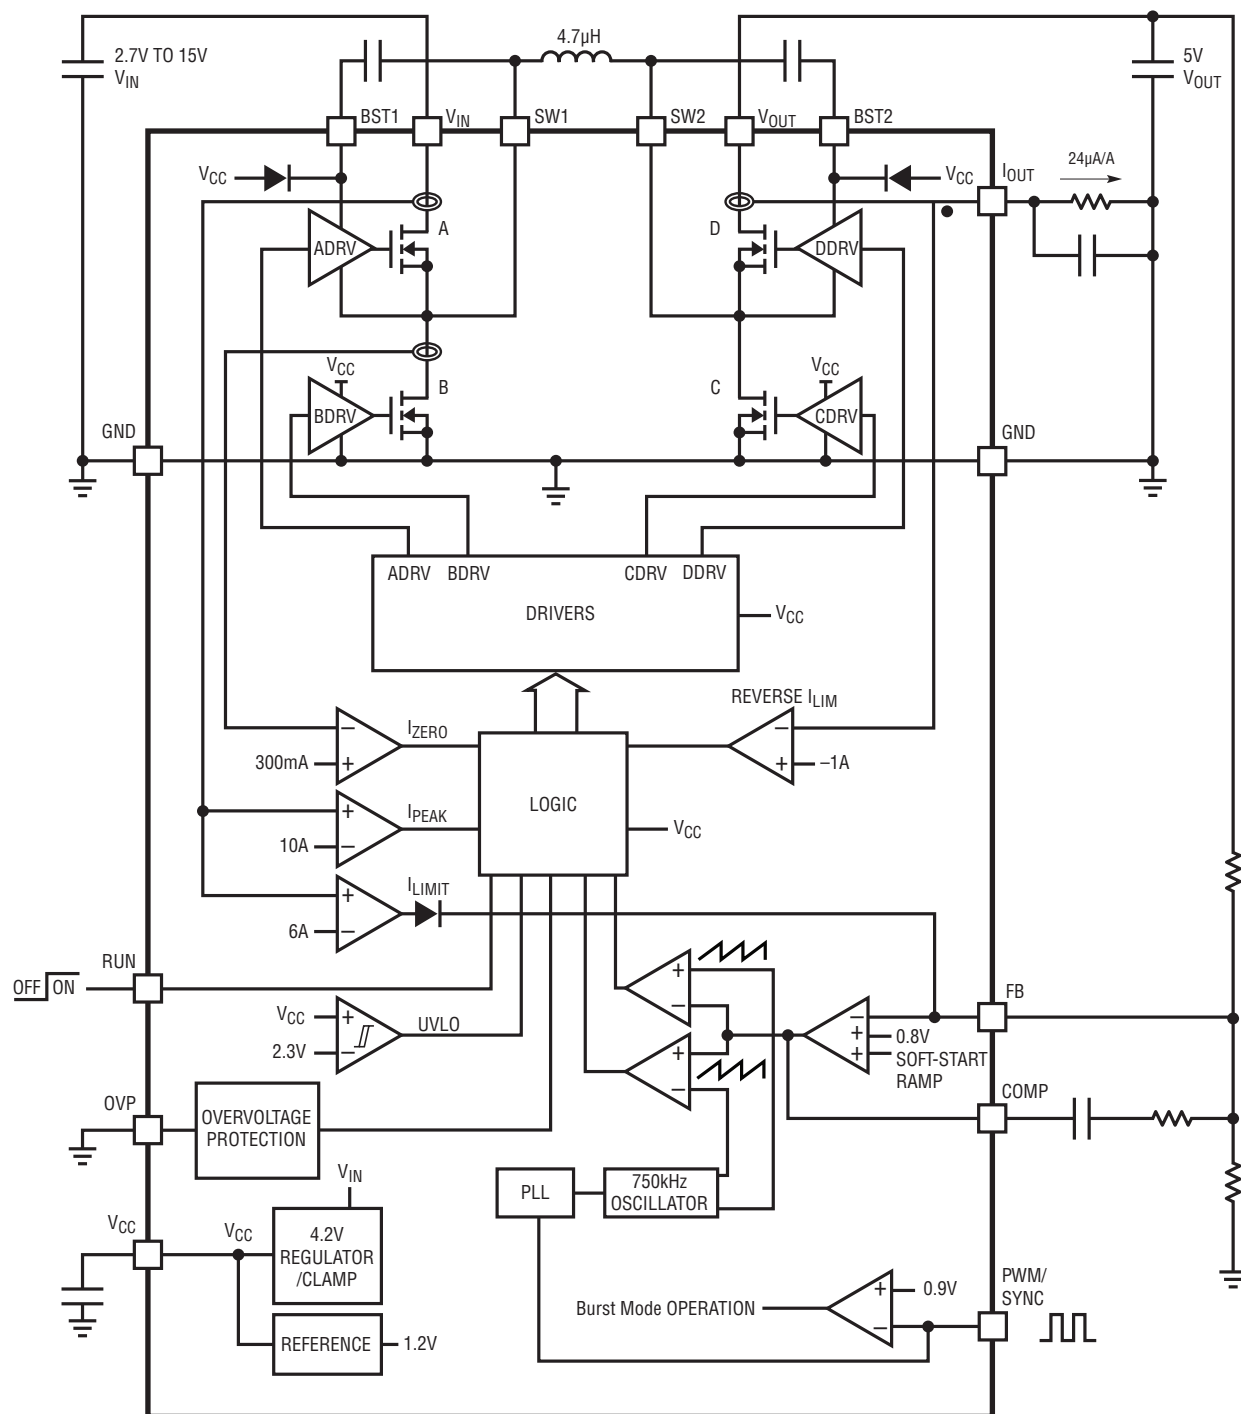 4.7µH
2.7V TO 15V
VIN
5V
VOUT
BST1
VIN
SW1
SW2
VOUT
BST2
24µA/A
IOUT
VCC
VCC
A
D
ADRV
DDRV
VCC
VCC
B
C
BDRV
CDRV
GND
GND
ADRV
BDRV
CDRV
DDRV
DRIVERS
VCC
REVERSE ILIM
IZERO
–
–
300mA
+
+
–1A
LOGIC
IPEAK
+
VCC
10A
–
ILIMIT
+
6A
–
RUN
OFF
ON
+
–
FB
VCC
+
UVLO
–
+
0.8V
2.3V
–
+
+
SOFT-START
RAMP
–
OVP
OVERVOLTAGE
PROTECTION
COMP
VIN
PLL
750kHz
OSCILLATOR
VCC
VCC
4.2V
REGULATOR
/CLAMP
PWM/
SYNC
+
0.9V
Burst Mode OPERATION
–
REFERENCE
1.2V